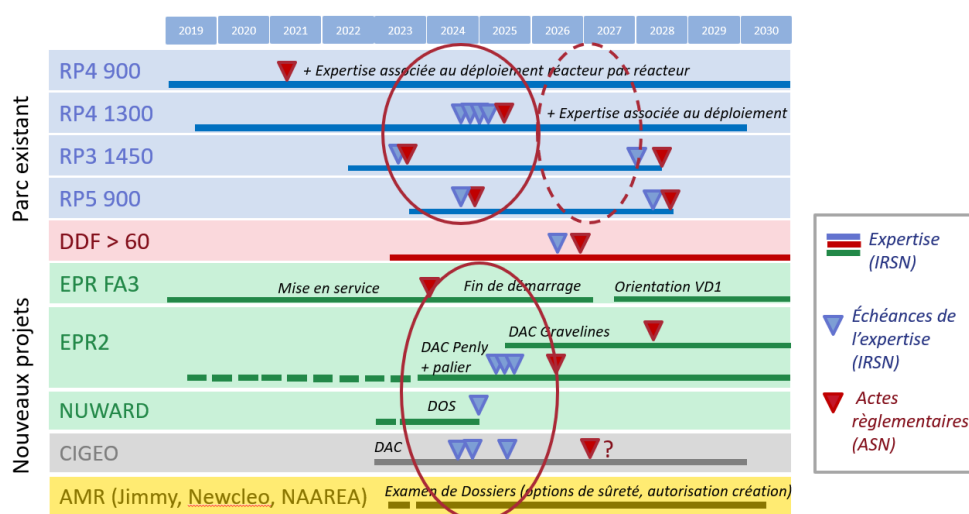 2019 2020 2021 2022 2023 2024 2025 2026 2027 2028 2029 2030
Parc existant
RP4 900
+ Expertise associée au déploiement réacteur par réacteur
RP4 1300
+ Expertise associée au déploiement
RP3 1450
RP5 900
DDF > 60
Nouveaux projets
EPR FA3
Mise en service
Fin de démarrage
Orientation VD1
EPR2
DAC Gravelines
DAC Penly
+ palier
NUWARD
DOS
CIGEO
DAC
?
AMR (Jimmy, Newcleo, NAAREA)
Examen de Dossiers (options de sûreté, autorisation création)
Expertise
(IRSN)
Échéances de
l'expertise
(IRSN)
Actes
règlementaires
(ASN)